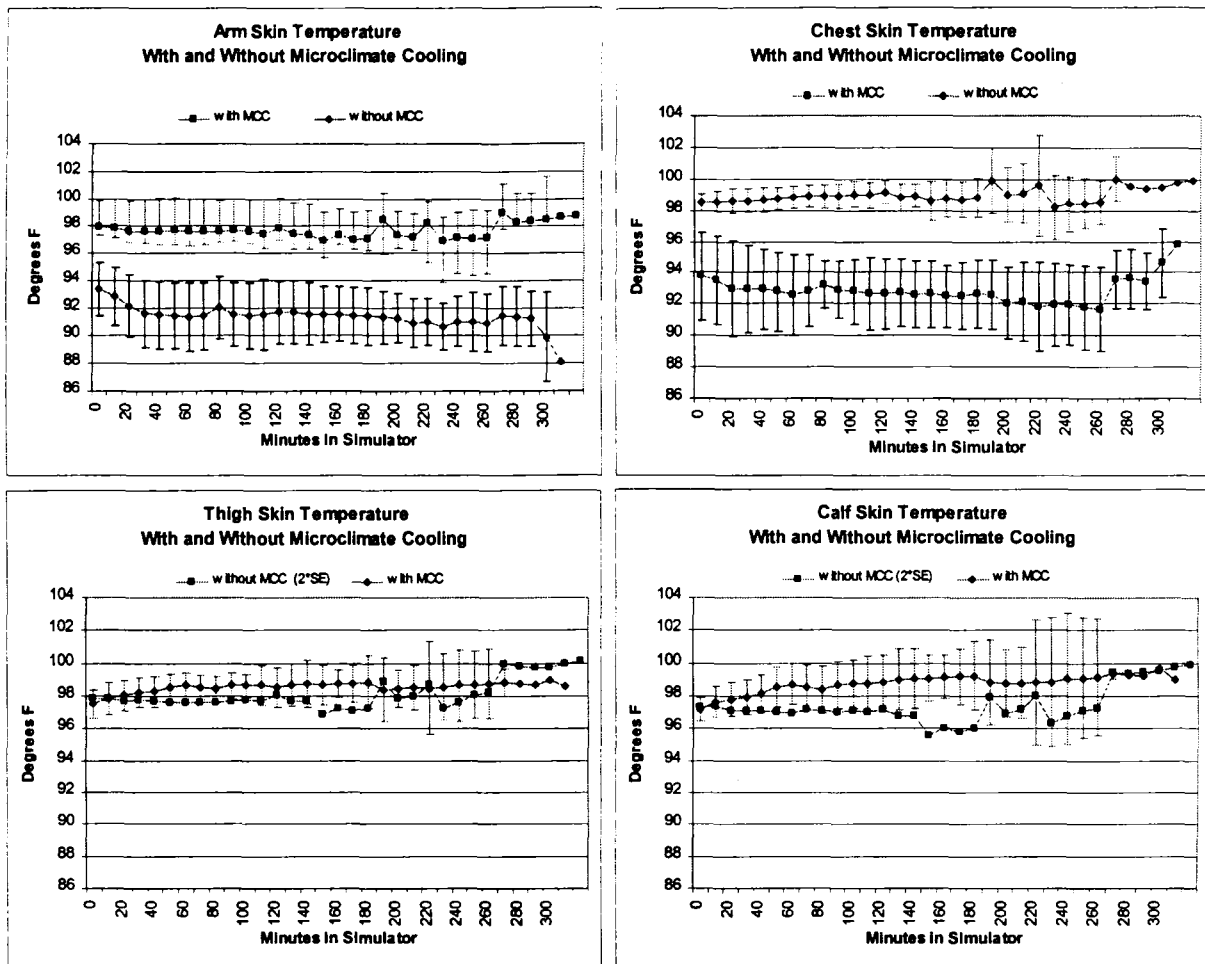 Arm Skin Temperature
With and Without Microclimate Cooling
with MCC without MCC
104
102
100
98
96
94
92
90
88
86
Degrees F
0 20 40 60 80 100 120 140 160 180 200 220 240 260 280 300
Minutes In Simulator
Chest Skin Temperature
With and Without Microclimate Cooling
with MCC without MCC
104
102
100
98
96
94
92
90
88
86
Degrees F
0 20 40 60 80 100 120 140 160 180 200 220 240 260 280 300
Minutes In Simulator
Thigh Skin Temperature
With and Without Microclimate Cooling
without MCC (2*SE) with MCC
104
102
100
98
96
94
92
90
88
86
Degrees F
0 20 40 60 80 100 120 140 160 180 200 220 240 260 280 300
Minutes In Simulator
Calf Skin Temperature
With and Without Microclimate Cooling
without MCC (2*SE) with MCC
104
102
100
98
96
94
92
90
88
86
Degrees F
0 20 40 60 80 100 120 140 160 180 200 220 240 260 280 300
Minutes In Simulator